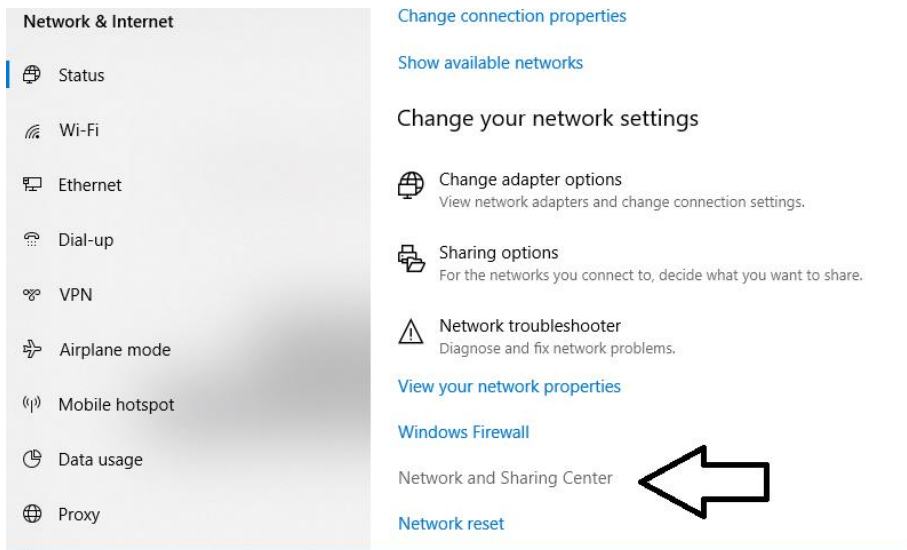 Network & Internet
Status
Wi-Fi
Ethernet
Dial-up
VPN
Airplane mode
Mobile hotspot
Data usage
Proxy
Change connection properties
Show available networks
Change your network settings
Change adapter options
View network adapters and change connection settings.
Sharing options
For the networks you connect to, decide what you want to share.
Network troubleshooter
Diagnose and fix network problems.
View your network properties
Windows Firewall
Network and Sharing Center
Network reset